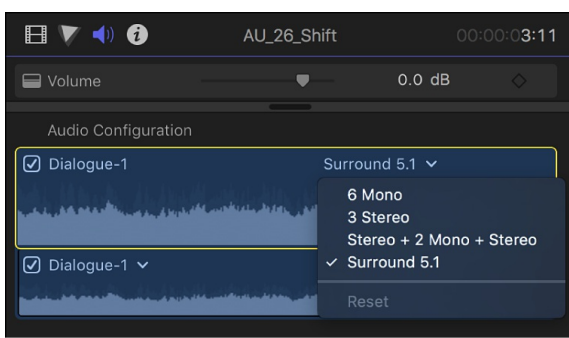 AU_26_Shift 00:00:03:11
Volume 0.0 dB
Audio Configuration
Dialogue-1 Surround 5.1
6 Mono
3 Stereo
Stereo + 2 Mono + Stereo
Surround 5.1
Dialogue-1
Reset